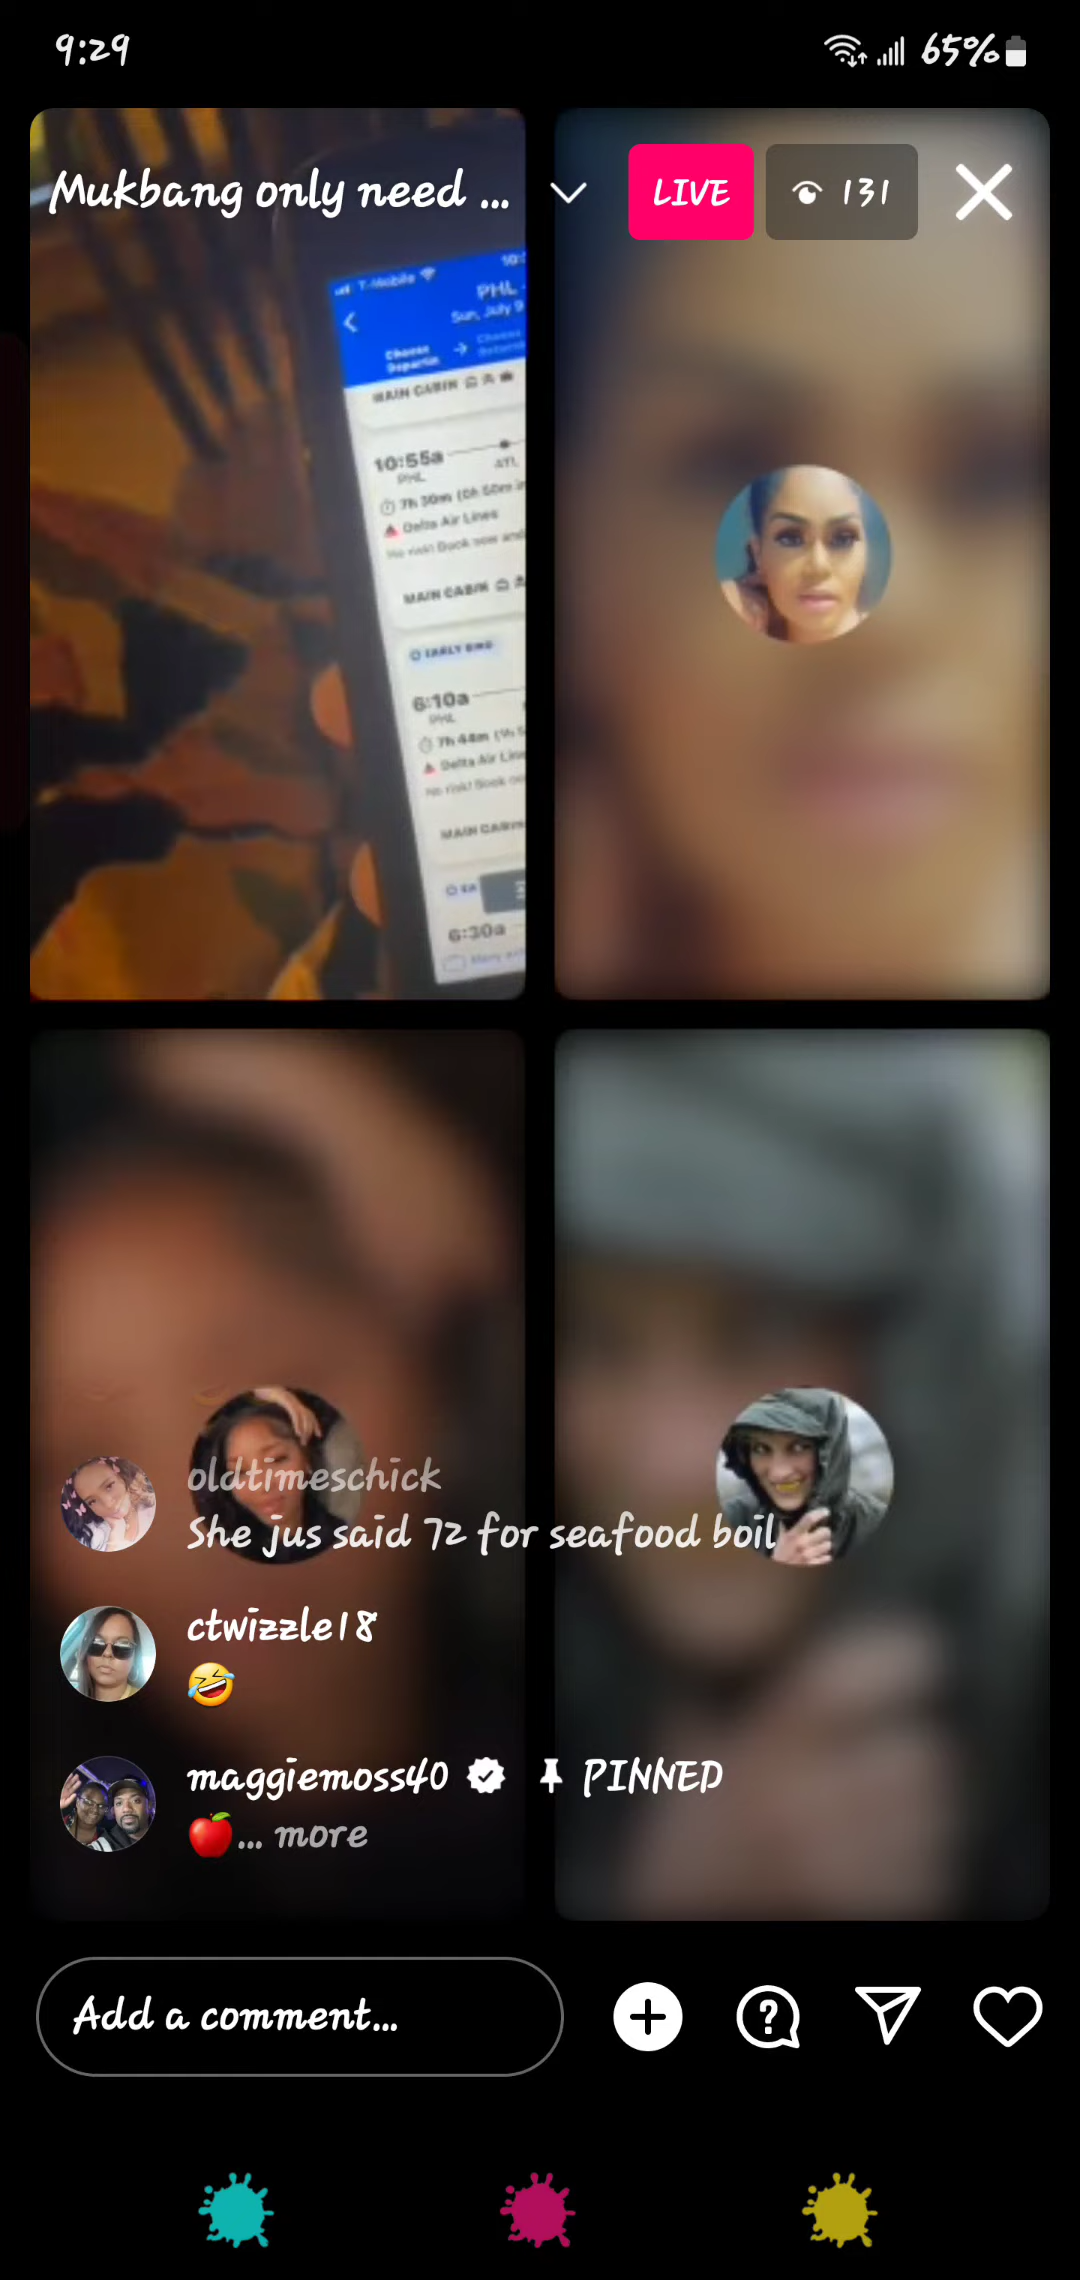 9:29
65%
Mukbang only need ...
LIVE
131
T-Mobile
PHL
Sun, July 9
Choose
MAIN CABIN
10:55a
PHL
ATL
Delta Air Lines
MAIN CABIN
EARLY BIRD
6:10a
PHL
Delta Air Lines
MAIN CABIN
6:30a
oldtimeschick
She jus said 72 for seafood boil
ctwizzle18
🤣
maggiemoss40 PINNED
🍎... more
Add a comment...